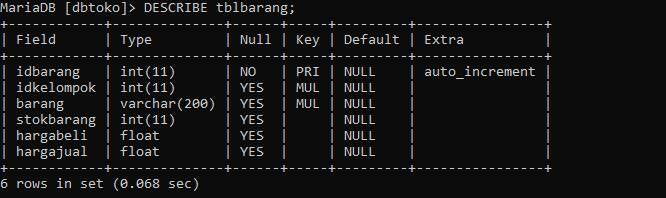 MariaDB [dbtoko]> DESCRIBE tblbarang;
+------------+--------------+------+-----+---------+----------------+
| Field      | Type         | Null | Key | Default | Extra          |
+------------+--------------+------+-----+---------+----------------+
| idbarang   | int(11)      | NO   | PRI | NULL    | auto_increment |
| idkelompok | int(11)      | YES  | MUL | NULL    |                |
| barang     | varchar(200) | YES  | MUL | NULL    |                |
| stokbarang | int(11)      | YES  |     | NULL    |                |
| hargabeli  | float        | YES  |     | NULL    |                |
| hargajual  | float        | YES  |     | NULL    |                |
+------------+--------------+------+-----+---------+----------------+
6 rows in set (0.068 sec)